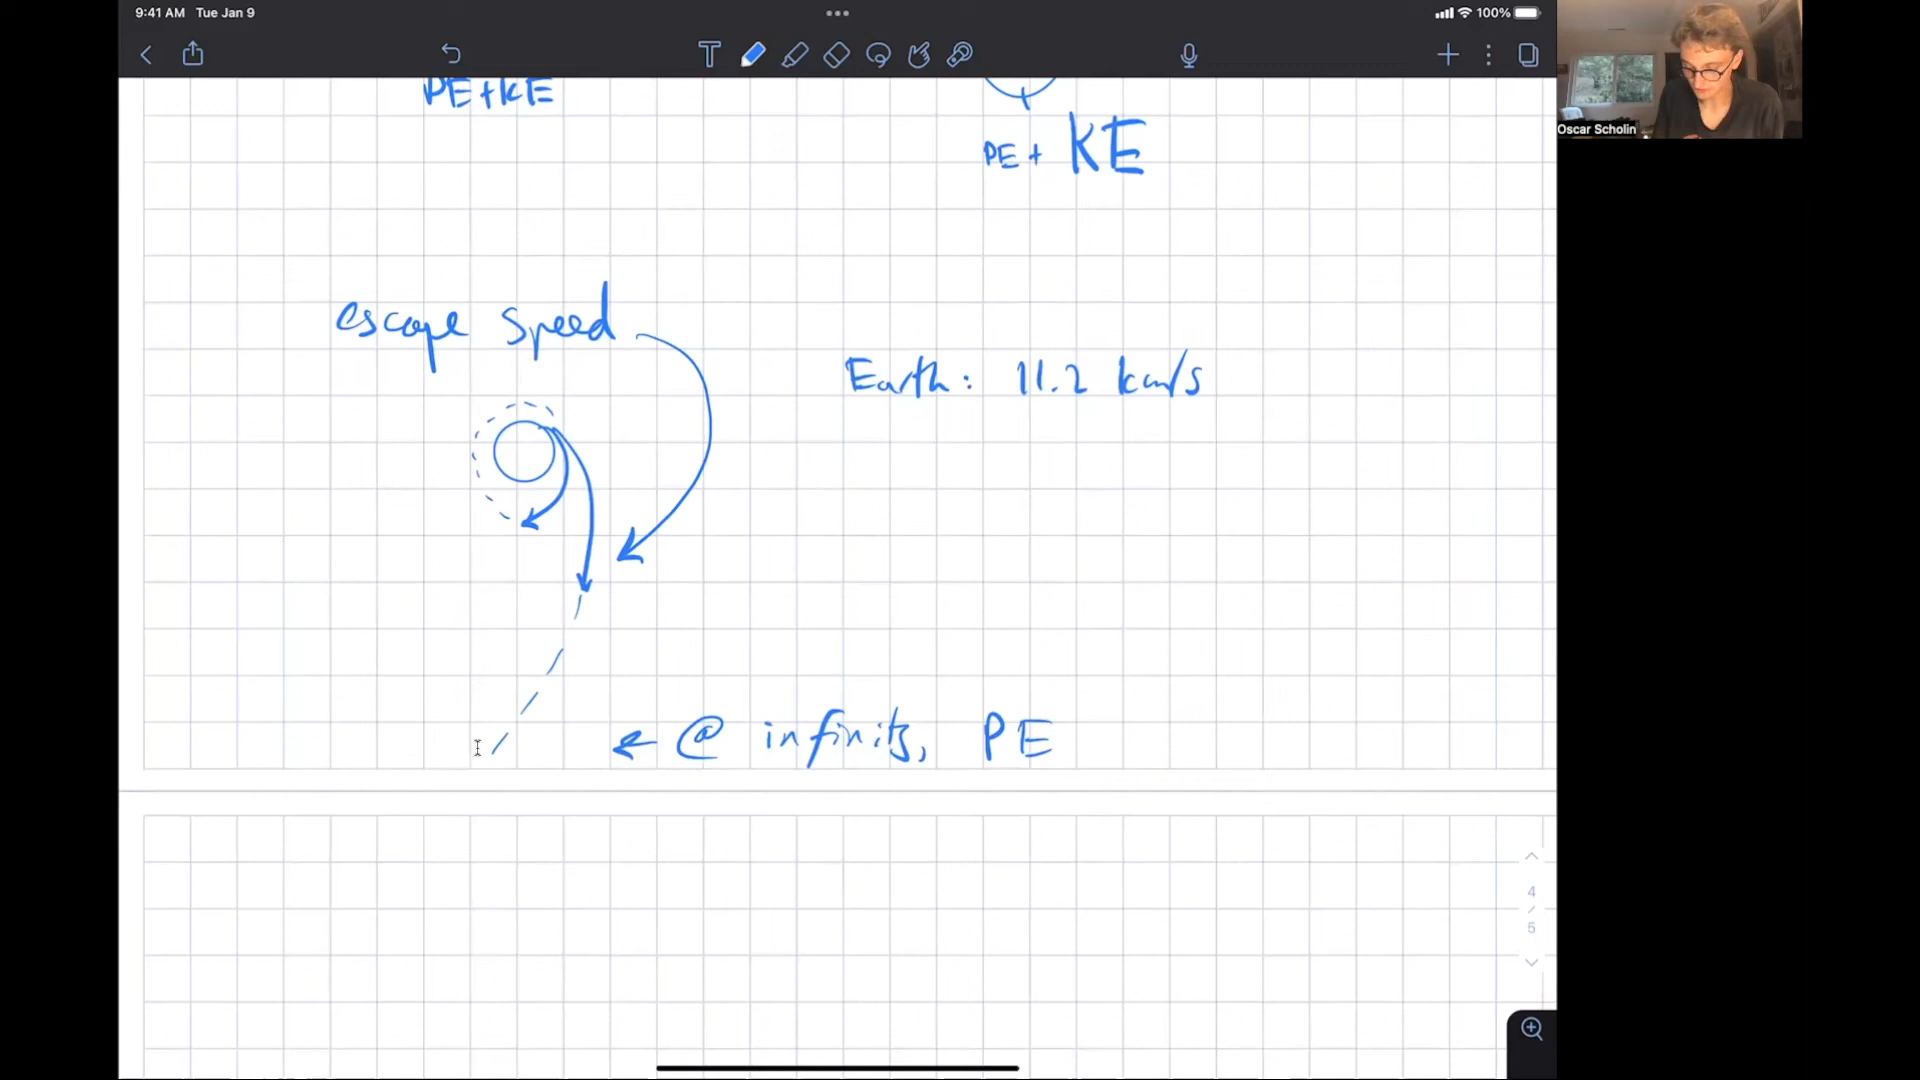 9:41 AM Tue Jan 9
100%
T
PE+KE
PE + KE
Oscar Scholin
escape speed
Earth: 11.2 km/s
← @ infinity, PE
4
/
5